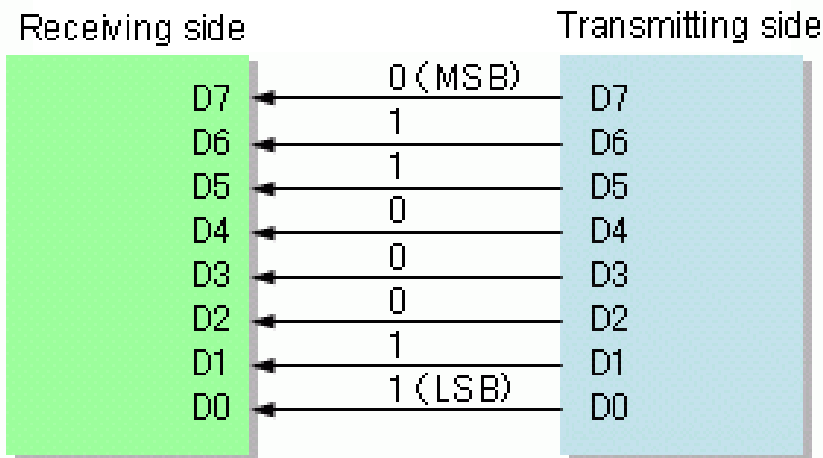 Receiving side Transmitting side
D7 0(MSB) D7
D6 1 D6
D5 1 D5
D4 0 D4
D3 0 D3
D2 0 D2
D1 1 D1
D0 1(LSB) D0